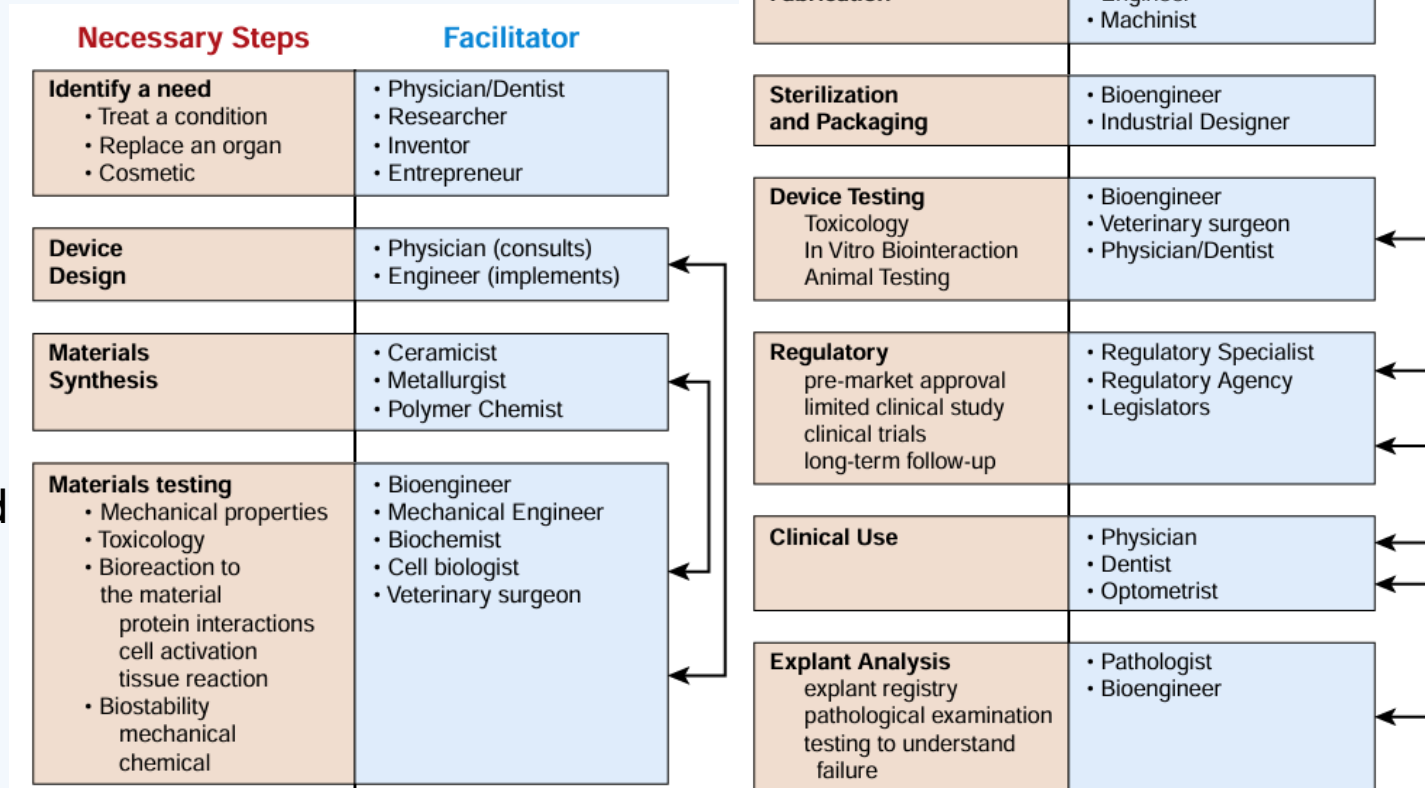 Necessary Steps
Facilitator
Identify a need
• Treat a condition
• Replace an organ
• Cosmetic
• Physician/Dentist
• Researcher
• Inventor
• Entrepreneur
Device
Design
• Physician (consults)
• Engineer (implements)
Materials
Synthesis
• Ceramicist
• Metallurgist
• Polymer Chemist
Materials testing
• Mechanical properties
• Toxicology
• Bioreaction to
the material
protein interactions
cell activation
tissue reaction
• Biostability
mechanical
chemical
• Bioengineer
• Mechanical Engineer
• Biochemist
• Cell biologist
• Veterinary surgeon
• Machinist
Sterilization
and Packaging
• Bioengineer
• Industrial Designer
Device Testing
Toxicology
In Vitro Biointeraction
Animal Testing
• Bioengineer
• Veterinary surgeon
• Physician/Dentist
Regulatory
pre-market approval
limited clinical study
clinical trials
long-term follow-up
• Regulatory Specialist
• Regulatory Agency
• Legislators
Clinical Use
• Physician
• Dentist
• Optometrist
Explant Analysis
explant registry
pathological examination
testing to understand
failure
• Pathologist
• Bioengineer